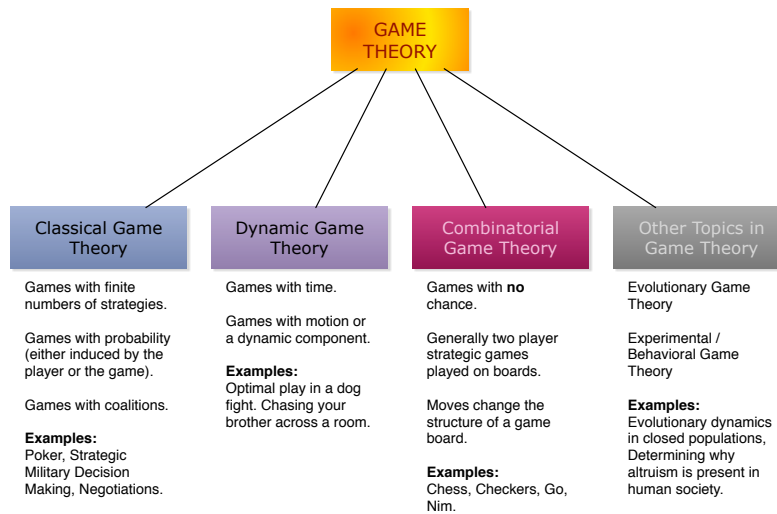 GAME
THEORY
Classical Game
Theory
Games with finite
numbers of strategies.
Games with probability
(either induced by the
player or the game).
Games with coalitions.
Examples:
Poker, Strategic
Military Decision
Making, Negotiations.
Dynamic Game
Theory
Games with time.
Games with motion or
a dynamic component.
Examples:
Optimal play in a dog
fight. Chasing your
brother across a room.
Combinatorial
Game Theory
Games with no
chance.
Generally two player
strategic games
played on boards.
Moves change the
structure of a game
board.
Examples:
Chess, Checkers, Go,
Nim.
Other Topics in
Game Theory
Evolutionary Game
Theory
Experimental /
Behavioral Game
Theory
Examples:
Evolutionary dynamics
in closed populations,
Determining why
altruism is present in
human society.